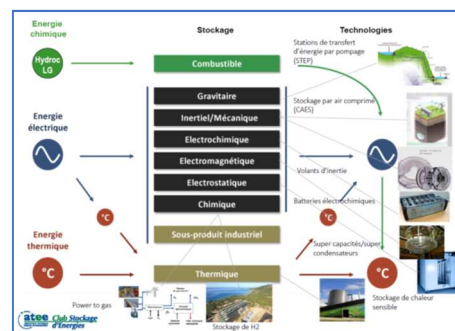 Energie
chimique
Stockage
Technologies
Hydroc
LG
Combustible
Stations de transfert
d'énergie par pompage
(STEP)
Gravitaire
Inertiel/Mécanique
Stockage par air comprimé
(CAES)
Energie
électrique
Electrochimique
Electromagnétique
Volants d'inertie
Electrostatique
Batteries électrochimiques
Chimique
°C
°C
Sous-produit industriel
Energie
thermique
Super capacités/super
condensateurs
°C
Thermique
°C
Power to gas
Stockage de chaleur
sensible
Stockage de H2
atee Club Stockage
d'Energies